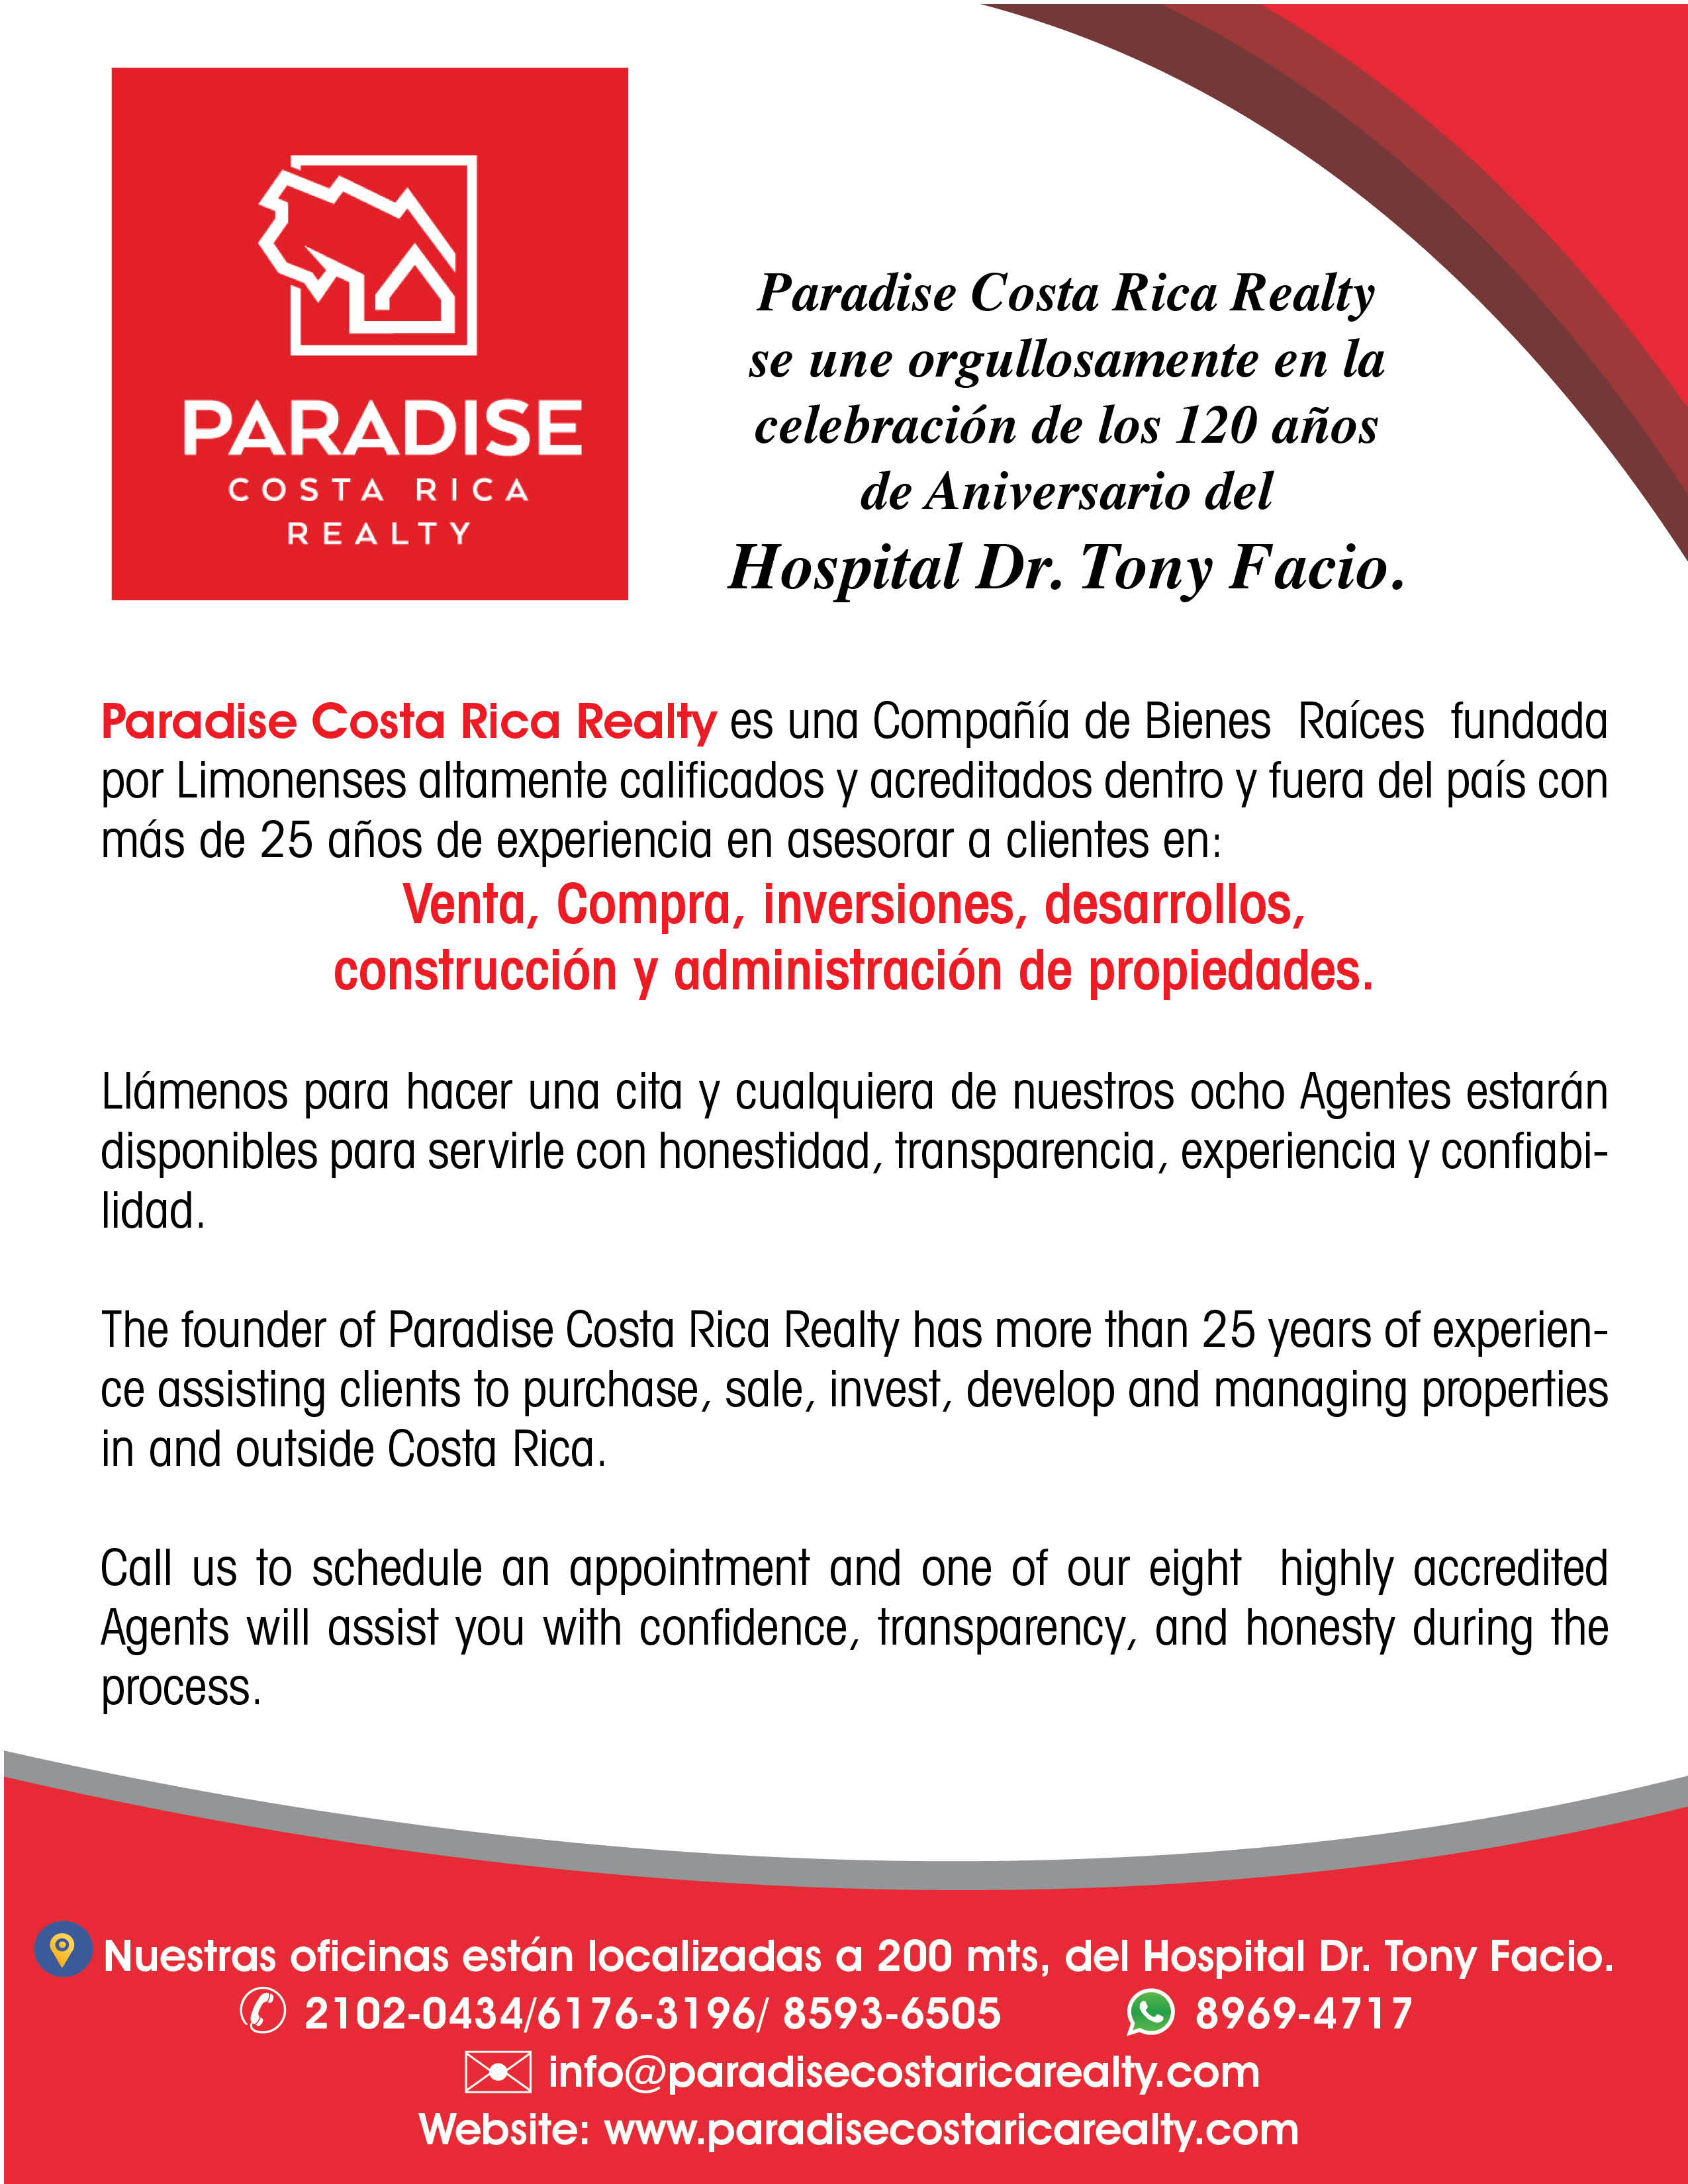 PARADISE
COSTA RICA
REALTY
Paradise Costa Rica Realty
se une orgullosamente en la
celebración de los 120 años
de Aniversario del
Hospital Dr. Tony Facio.
Paradise Costa Rica Realty es una Compañía de Bienes Raíces fundada
por Limonenses altamente calificados y acreditados dentro y fuera del país con
más de 25 años de experiencia en asesorar a clientes en:
Venta, Compra, inversiones, desarrollos,
construcción y administración de propiedades.
Llámenos para hacer una cita y cualquiera de nuestros ocho Agentes estarán
disponibles para servirle con honestidad, transparencia, experiencia y confiabi-
lidad.
The founder of Paradise Costa Rica Realty has more than 25 years of experien-
ce assisting clients to purchase, sale, invest, develop and managing properties
in and outside Costa Rica.
Call us to schedule an appointment and one of our eight highly accredited
Agents will assist you with confidence, transparency, and honesty during the
process.
Nuestras oficinas están localizadas a 200 mts, del Hospital Dr. Tony Facio.
2102-0434/6176-3196/ 8593-6505 8969-4717
info@paradisecostaricarealty.com
Website: www.paradisecostaricarealty.com